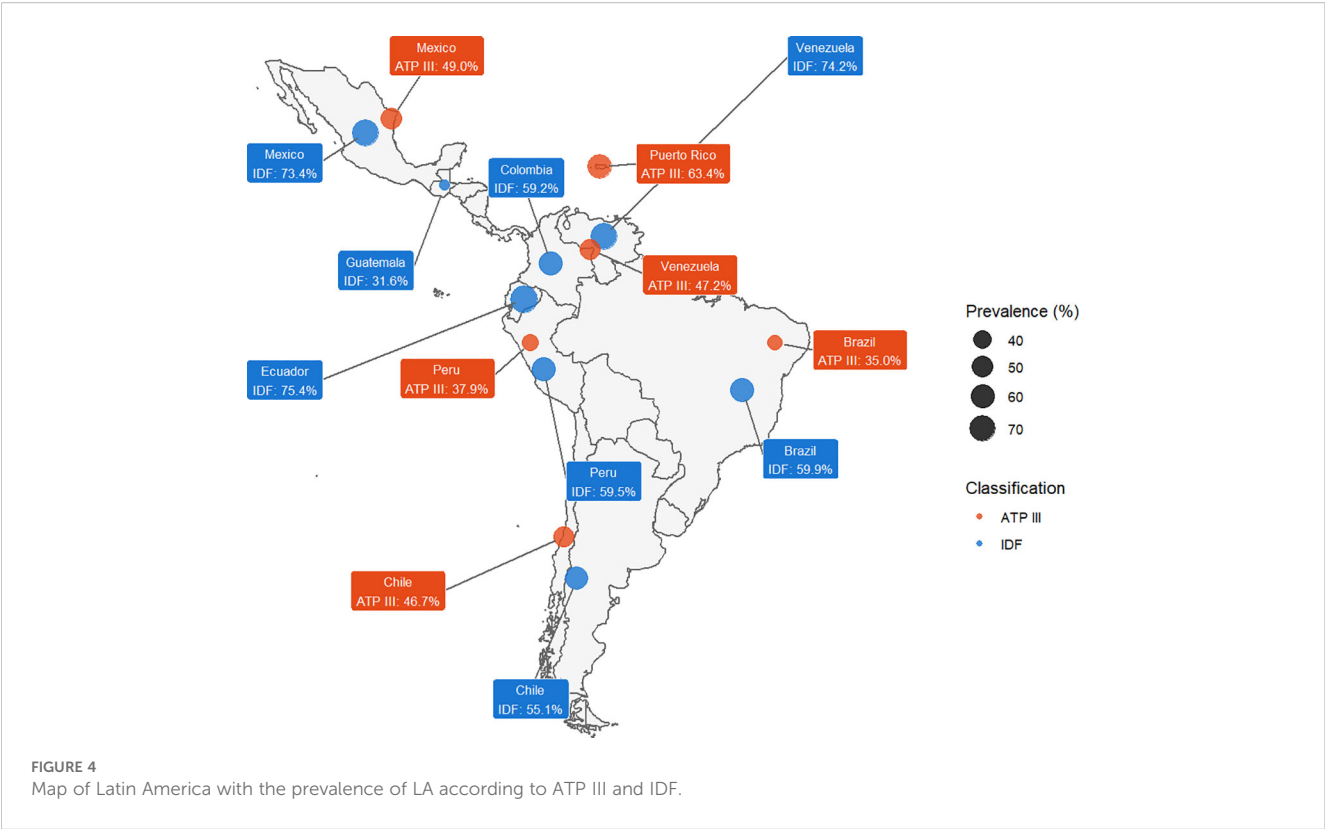 Mexico
ATP III: 49.0%
Venezuela
IDF: 74.2%
Mexico
IDF: 73.4%
Colombia
IDF: 59.2%
Puerto Rico
ATP III: 63.4%
Guatemala
IDF: 31.6%
Venezuela
ATP III: 47.2%
Ecuador
IDF: 75.4%
Peru
ATP III: 37.9%
Brazil
ATP III: 35.0%
Peru
IDF: 59.5%
Brazil
IDF: 59.9%
Chile
ATP III: 46.7%
Chile
IDF: 55.1%
Prevalence (%)
40
50
60
70
Classification
ATP III
IDF
FIGURE 4
Map of Latin America with the prevalence of LA according to ATP III and IDF.